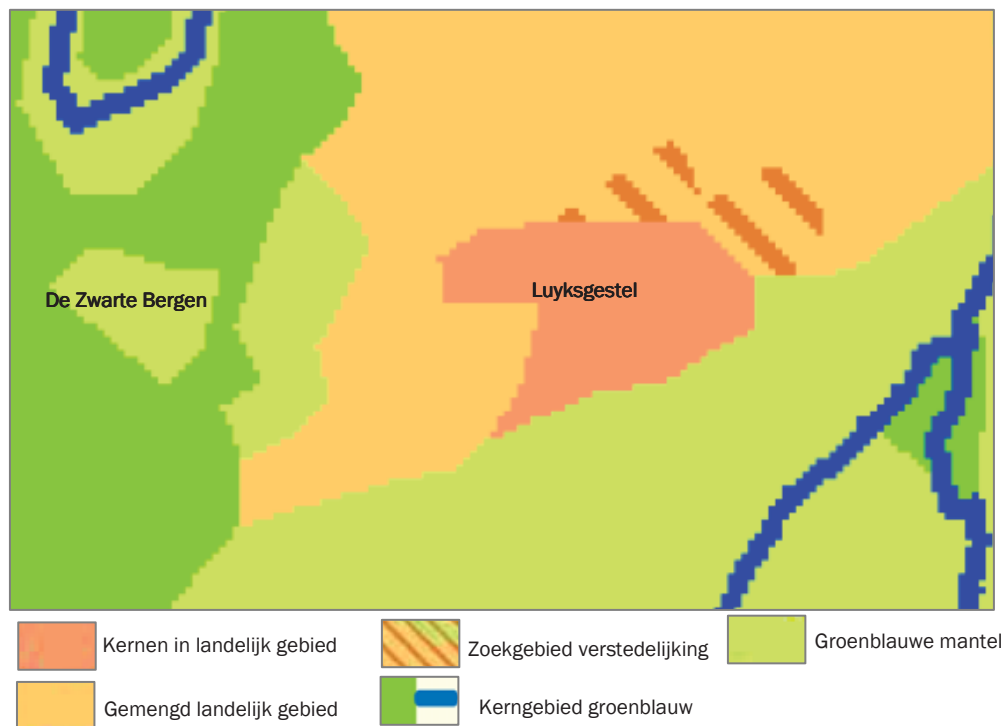 De Zwarte Bergen
Luyksgestel
Kernen in landelijk gebied
Zoekgebied verstedelijking
Groenblauwe mantel
Gemengd landelijk gebied
Kerngebied groenblauw